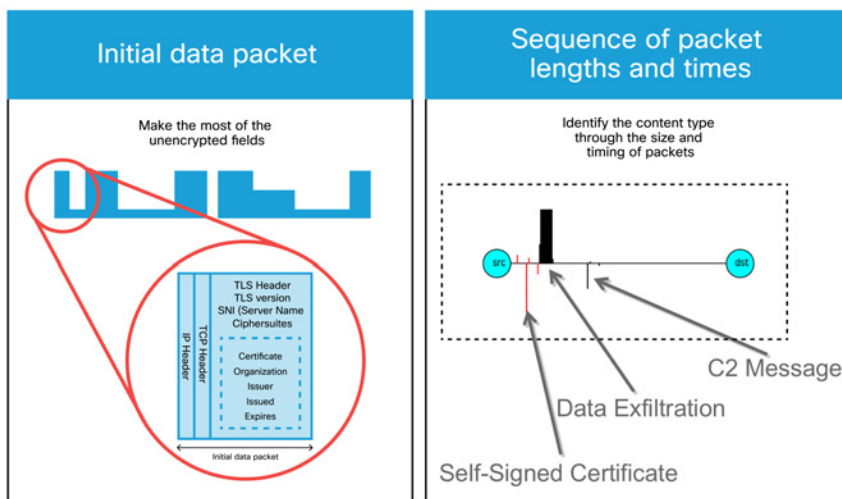 Initial data packet
Make the most of the
unencrypted fields
IP Header
TCP Header
TLS Header
TLS version
SNI (Server Name
Ciphersuites
Certificate
Organization
Issuer
Issued
Expires
Initial data packet
Sequence of packet
lengths and times
Identify the content type
through the size and
timing of packets
src
dst
C2 Message
Data Exfiltration
Self-Signed Certificate